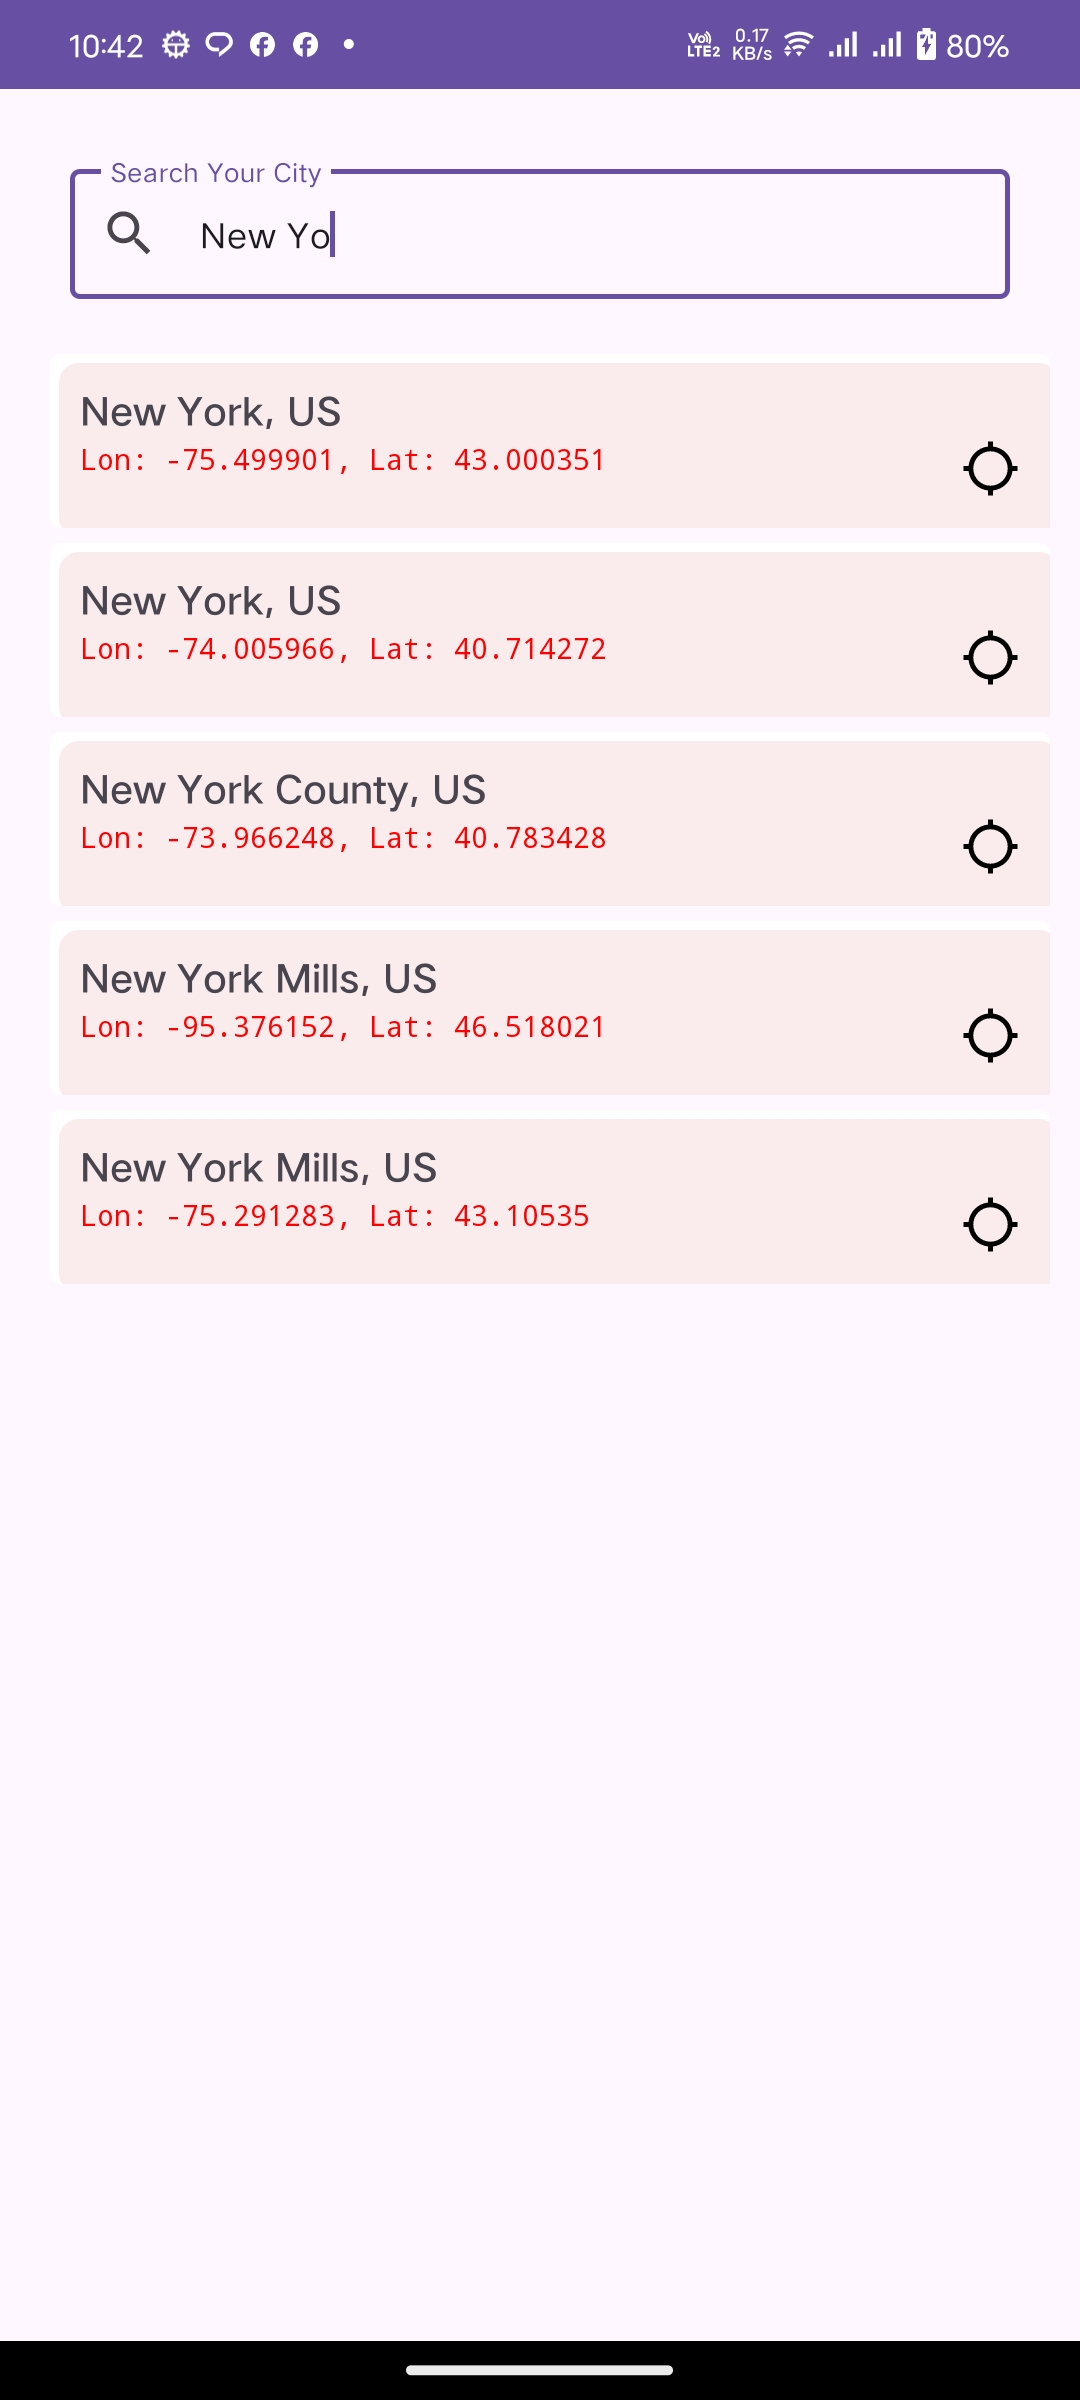 10:42
VoLTE2 0.17 KB/s 80%
Search Your City
New Yo
New York, US
Lon: -75.499901, Lat: 43.000351
New York, US
Lon: -74.005966, Lat: 40.714272
New York County, US
Lon: -73.966248, Lat: 40.783428
New York Mills, US
Lon: -95.376152, Lat: 46.518021
New York Mills, US
Lon: -75.291283, Lat: 43.10535